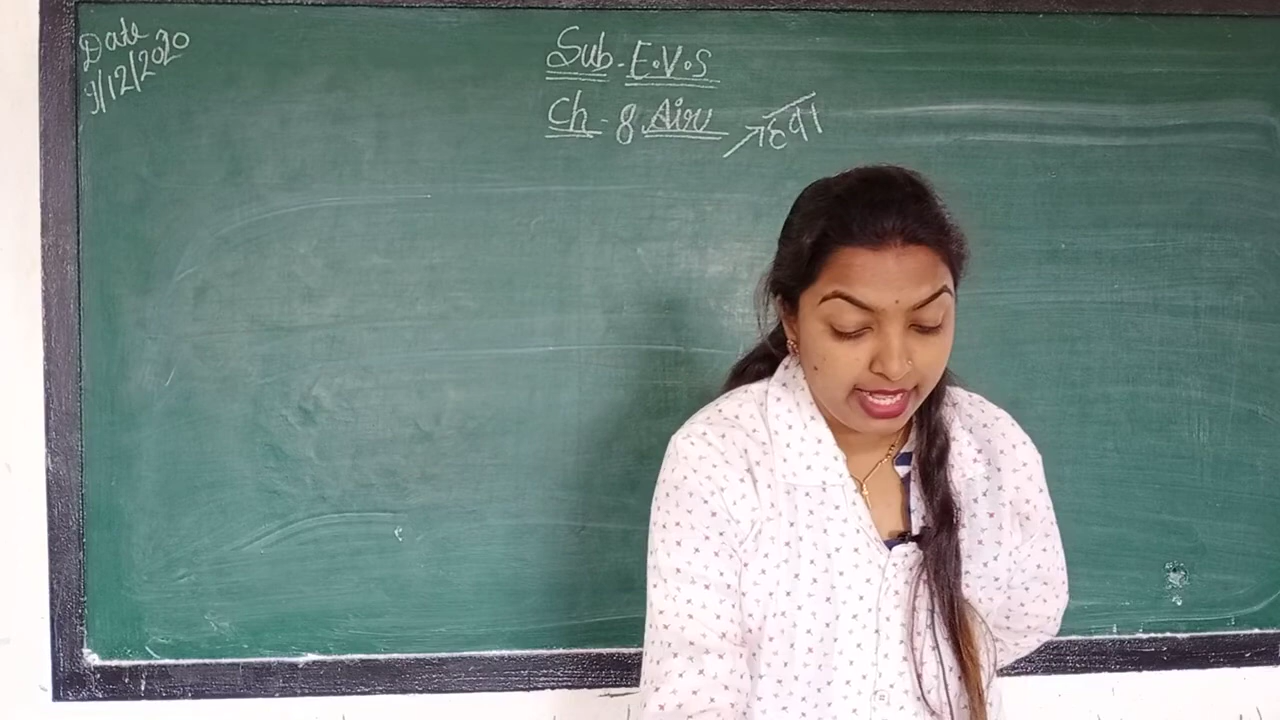 Date
9/12/2020
Sub - E.V.S
Ch - 8 Air → हवा